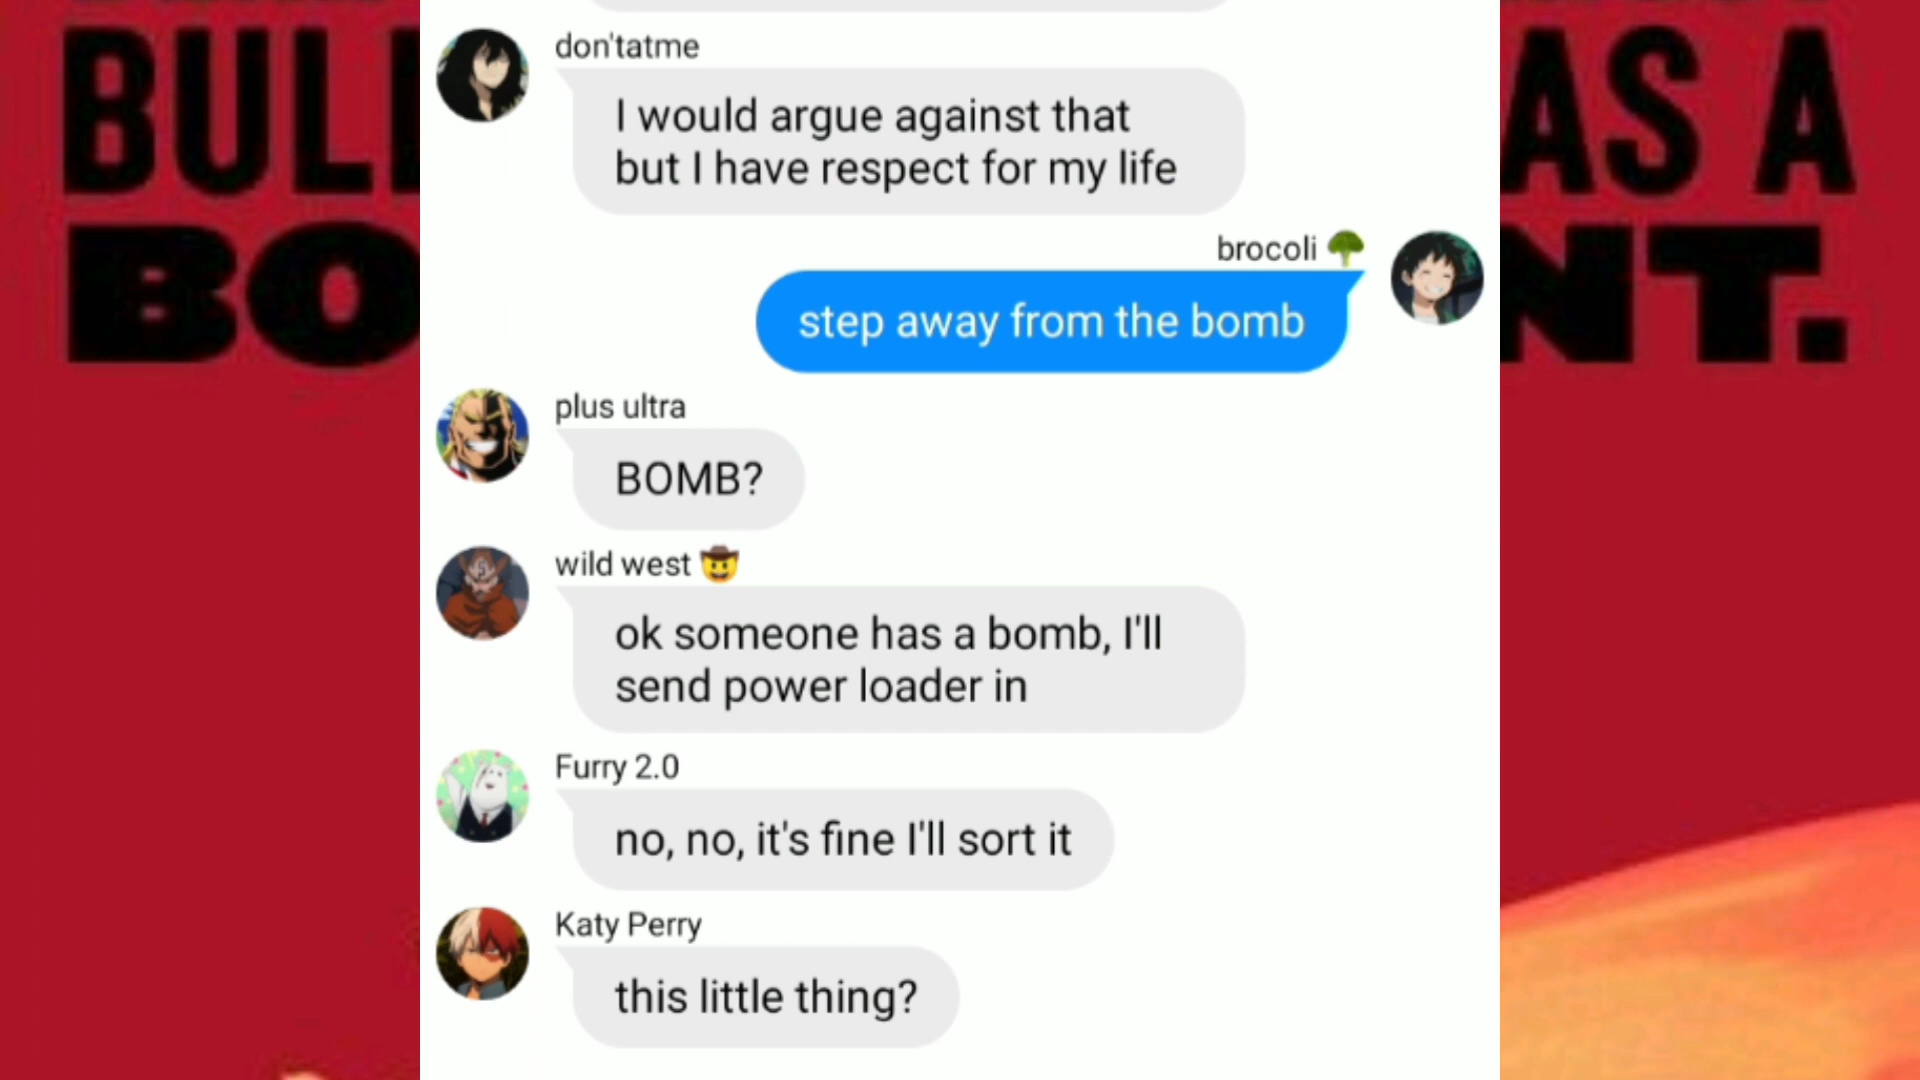 BUL
AS A
BO
NT.
don'tatme
I would argue against that
but I have respect for my life
brocoli 🥦
step away from the bomb
plus ultra
BOMB?
wild west 🤠
ok someone has a bomb, I'll
send power loader in
Furry 2.0
no, no, it's fine I'll sort it
Katy Perry
this little thing?